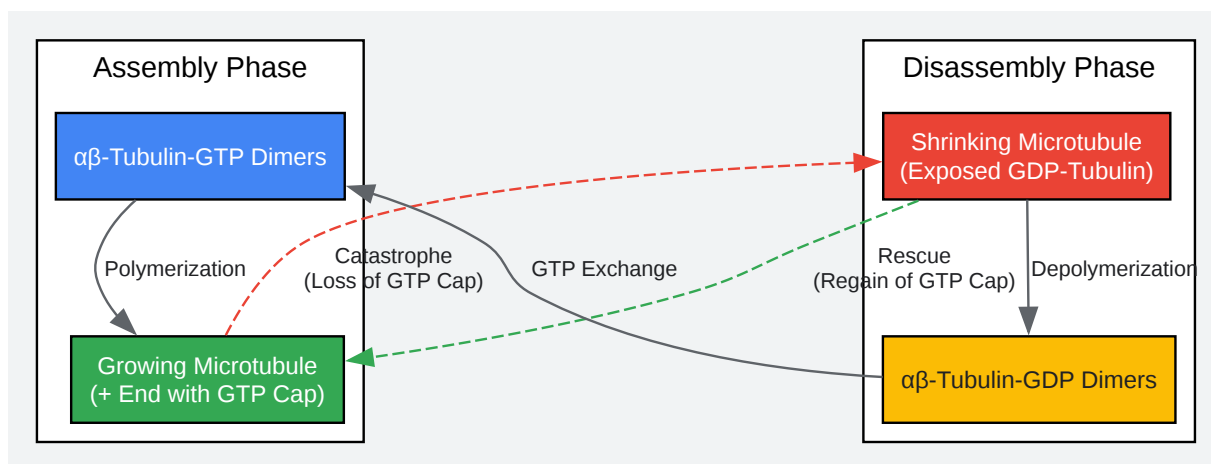 Assembly Phase
αβ-Tubulin-GTP Dimers
Polymerization
Growing Microtubule
(+ End with GTP Cap)
Catastrophe
(Loss of GTP Cap)
GTP Exchange
Disassembly Phase
Shrinking Microtubule
(Exposed GDP-Tubulin)
Rescue
(Regain of GTP Cap)
Depolymerization
αβ-Tubulin-GDP Dimers